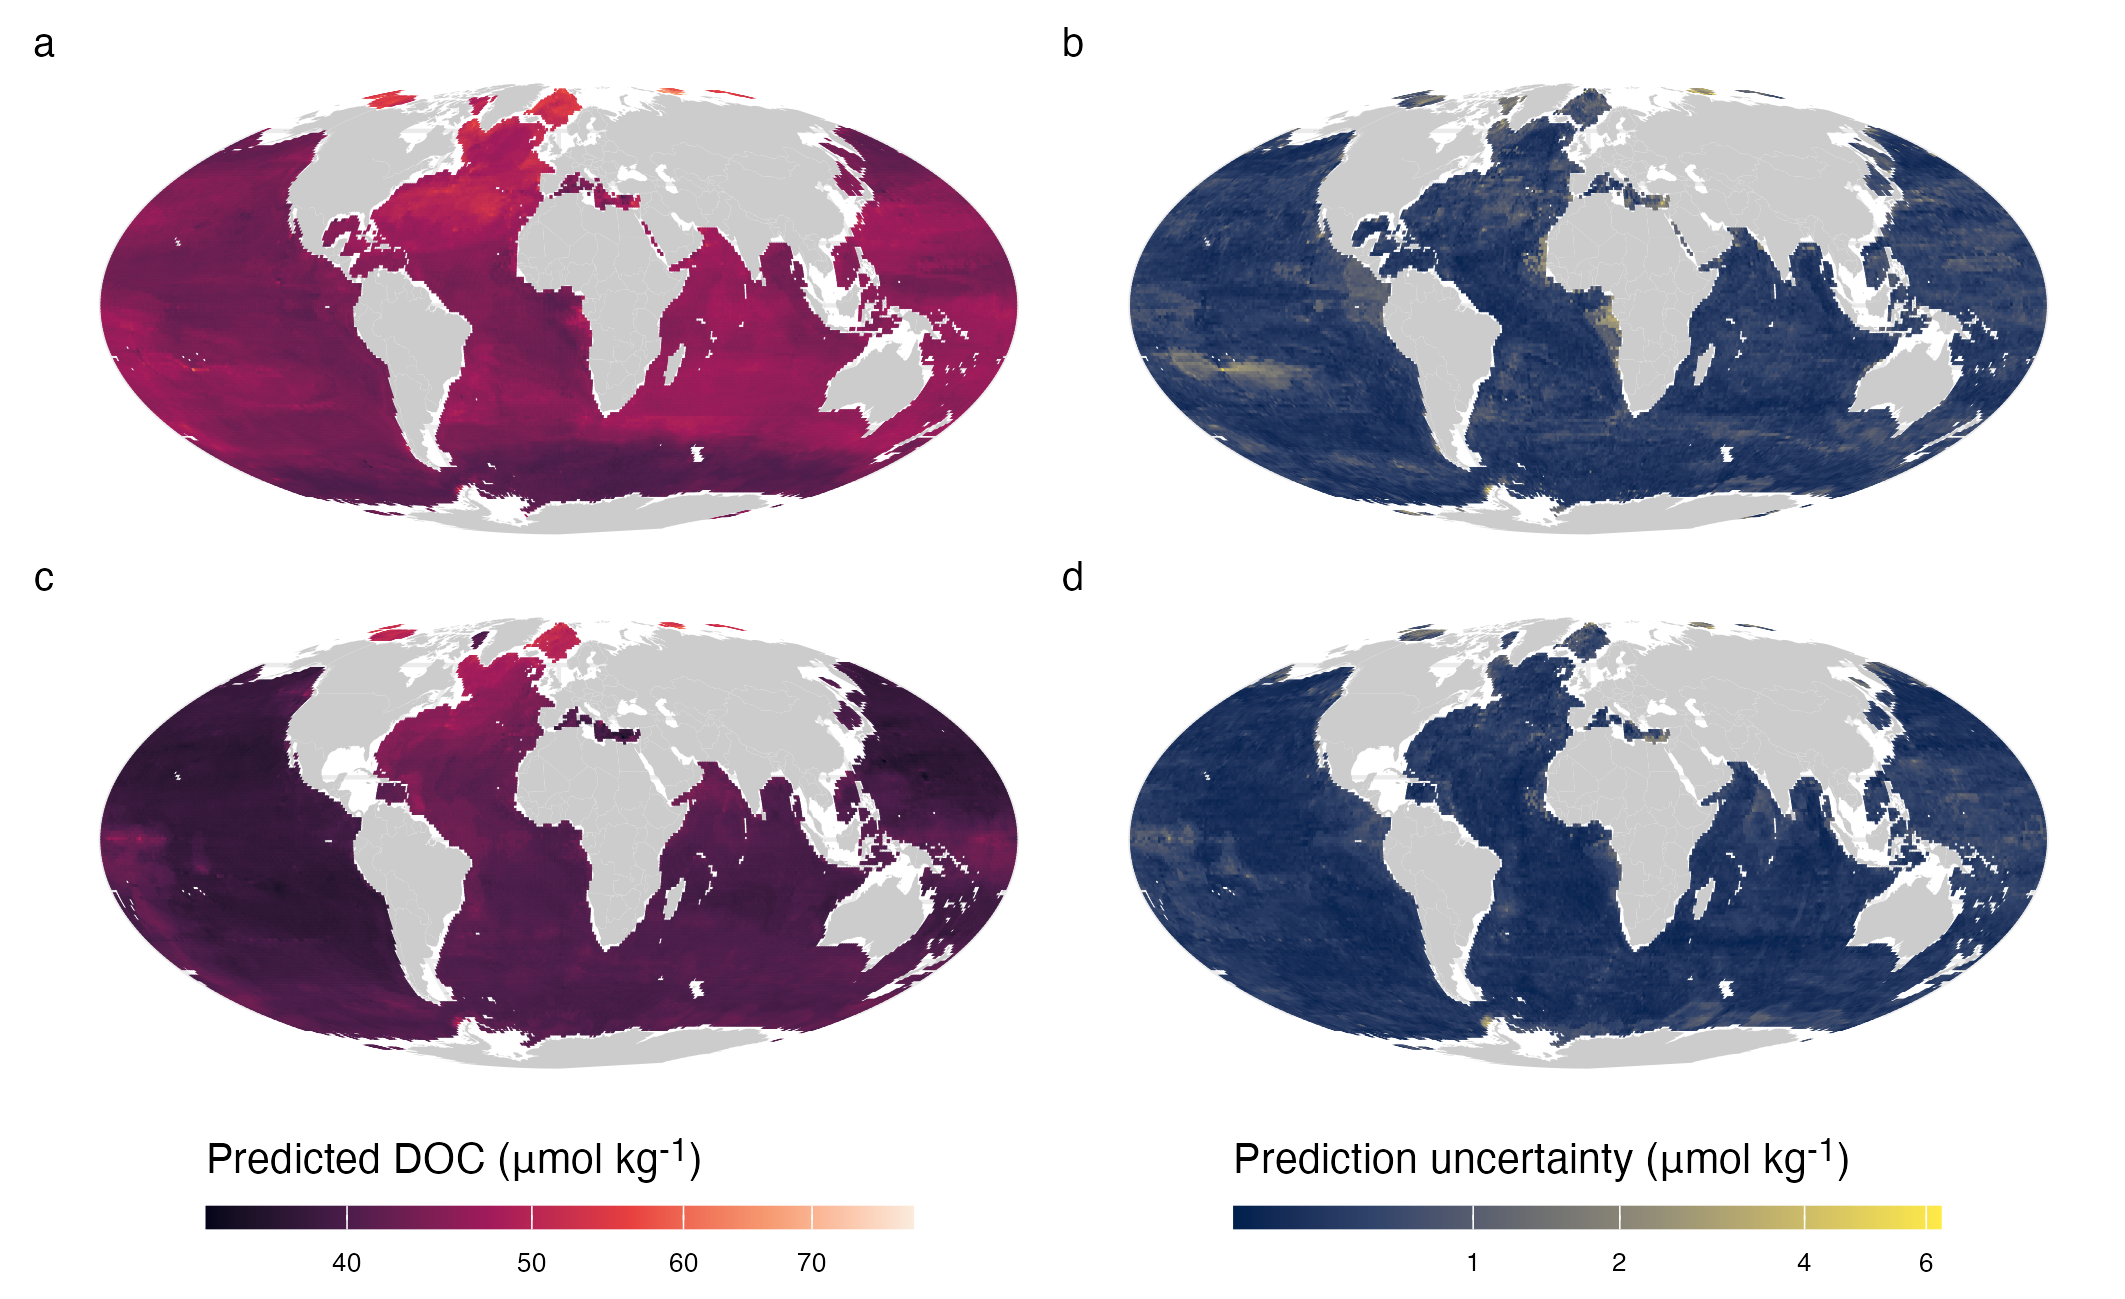 a
b
c
d
Predicted DOC (μmol kg-1)
40 50 60 70
Prediction uncertainty (μmol kg-1)
1 2 4 6